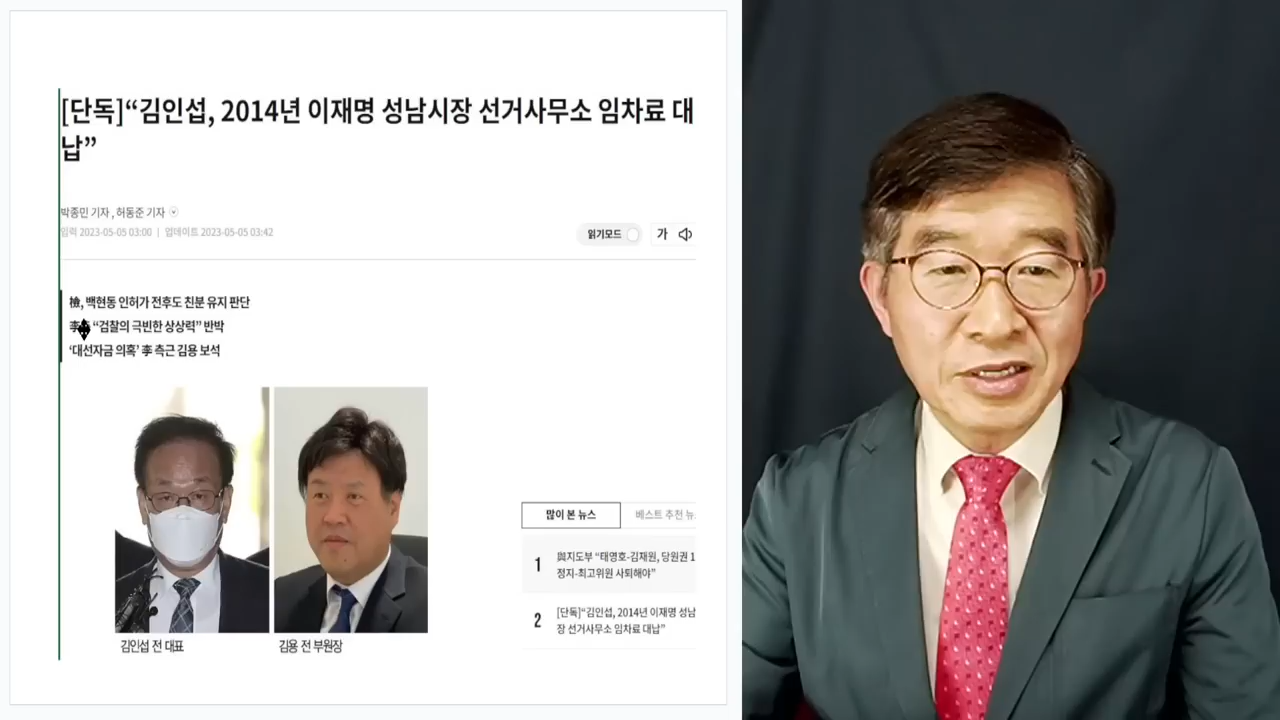 [단독]“김인섭, 2014년 이재명 성남시장 선거사무소 임차료 대
납”
박종민 기자 , 허동준 기자
입력 2023-05-05 03:00 | 업데이트 2023-05-05 03:42
읽기모드 가
檢, 백현동 인허가 전후도 친분 유지 판단
李 “검찰의 극빈한 상상력” 반박
‘대선자금 의혹’ 李 측근 김용 보석
김인섭 전 대표
김용 전 부원장
많이 본 뉴스
베스트 추천 뉴
1
與지도부 “태영호-김재원, 당원권 1
정지-최고위원 사퇴해야”
2
[단독]“김인섭, 2014년 이재명 성남
장 선거사무소 임차료 대납”